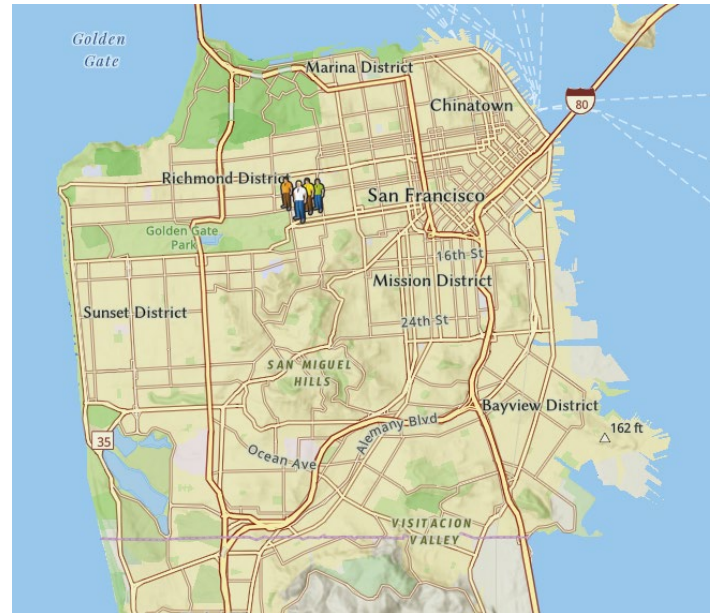 Golden
Gate
Marina District
Chinatown
80
Richmond District
San Francisco
Golden Gate
Park
16th St
Mission District
Sunset District
24th St
SAN MIGUEL
HILLS
Bayview District
35
Alemany Blvd
162 ft
Ocean Ave
VISITACION
VALLEY